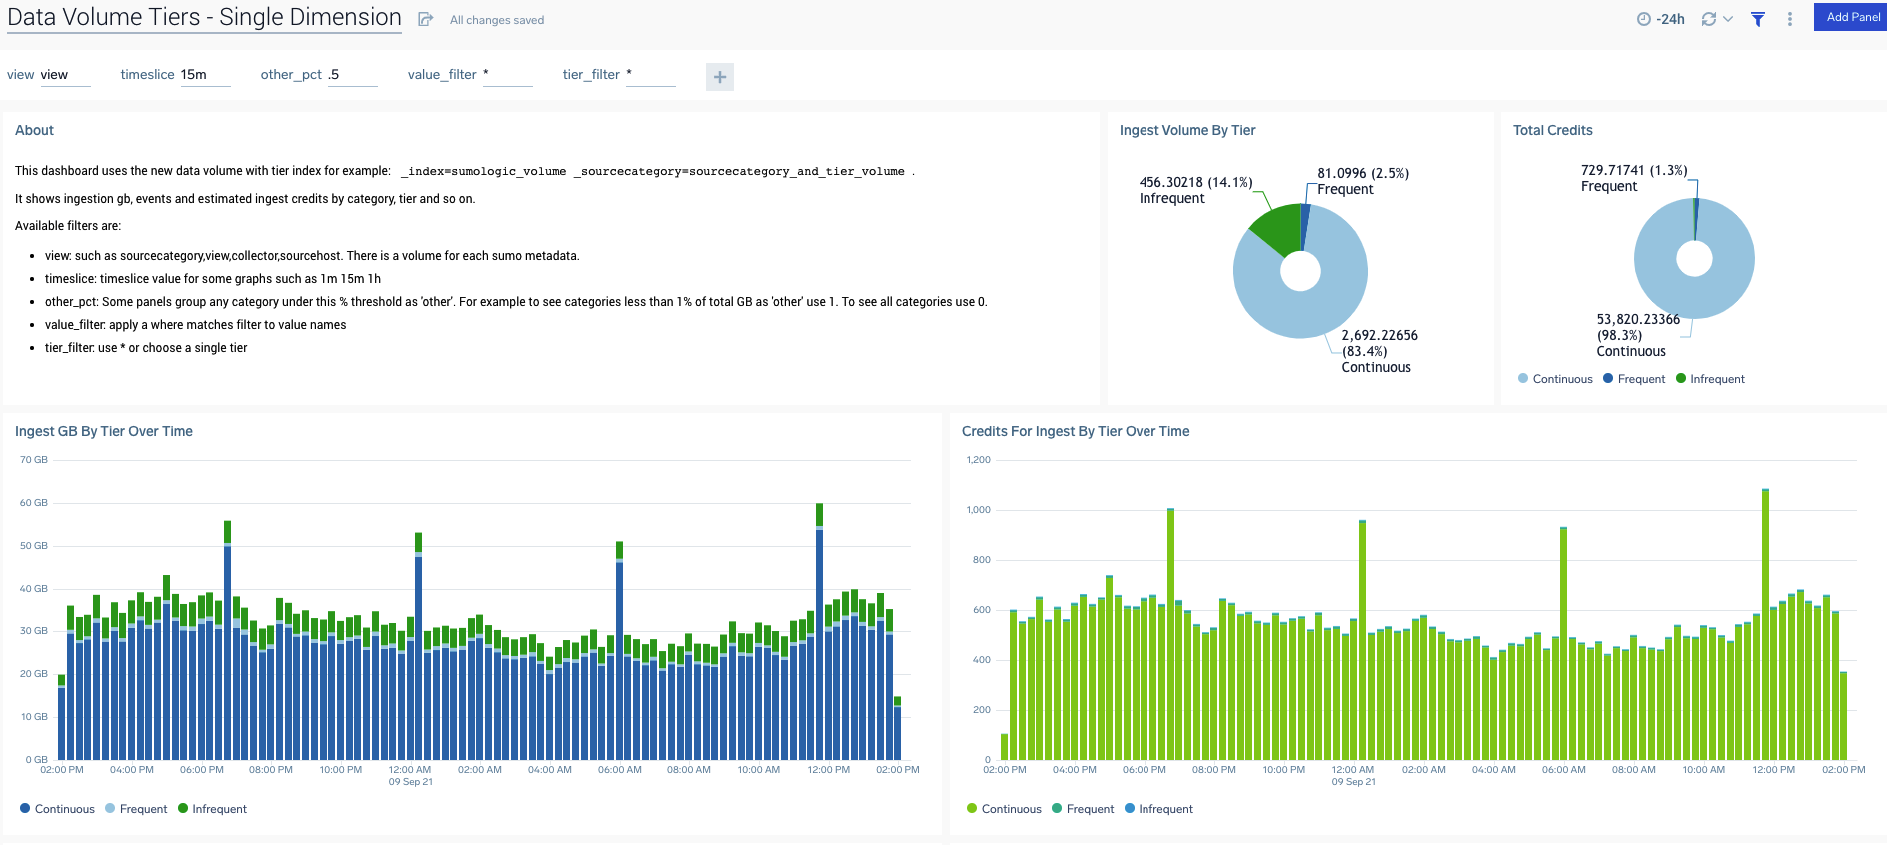 Data Volume Tiers - Single Dimension
All changes saved
-24h
Add Panel
view view
timeslice 15m
other_pct .5
value_filter *
tier_filter *
+
About
This dashboard uses the new data volume with tier index for example: _index=sumologic_volume _sourcecategory=sourcecategory_and_tier_volume .
It shows ingestion gb, events and estimated ingest credits by category, tier and so on.
Available filters are:
• view: such as sourcecategory,view,collector,sourcehost. There is a volume for each sumo metadata.
• timeslice: timeslice value for some graphs such as 1m 15m 1h
• other_pct: Some panels group any category under this % threshold as 'other'. For example to see categories less than 1% of total GB as 'other' use 1. To see all categories use 0.
• value_filter: apply a where matches filter to value names
• tier_filter: use * or choose a single tier
Ingest Volume By Tier
456.30218 (14.1%)
Infrequent
81.0996 (2.5%)
Frequent
2,692.22656
(83.4%)
Continuous
Total Credits
729.71741 (1.3%)
Frequent
53,820.23366
(98.3%)
Continuous
Continuous Frequent Infrequent
Ingest GB By Tier Over Time
70 GB
60 GB
50 GB
40 GB
30 GB
20 GB
10 GB
0 GB
02:00 PM 04:00 PM 06:00 PM 08:00 PM 10:00 PM 12:00 AM 02:00 AM 04:00 AM 06:00 AM 08:00 AM 10:00 AM 12:00 PM 02:00 PM
09 Sep 21
Continuous Frequent Infrequent
Credits For Ingest By Tier Over Time
1,200
1,000
800
600
400
200
0
02:00 PM 04:00 PM 06:00 PM 08:00 PM 10:00 PM 12:00 AM 02:00 AM 04:00 AM 06:00 AM 08:00 AM 10:00 AM 12:00 PM 02:00 PM
09 Sep 21
Continuous Frequent Infrequent